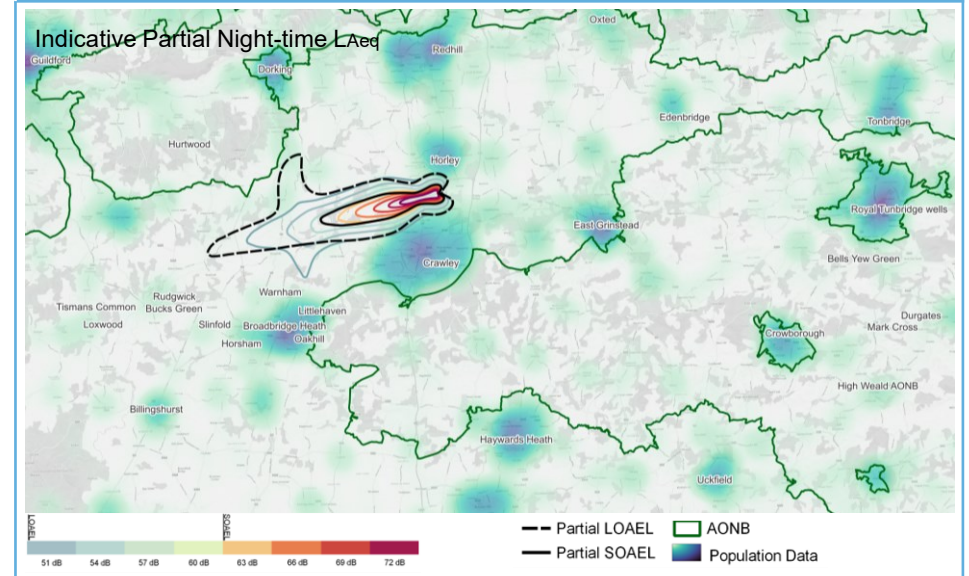 Indicative Partial Night-time LAeq
Oxted
Redhill
Guildford
Dorking
Edenbridge
Tonbridge
Hurtwood
Horley
Royal Tunbridge wells
East Grinstead
Crawley
Bells Yew Green
Warnham
Rudgwick
Tismans Common
Bucks Green
Littlehaven
Durgates
Loxwood
Slinfold
Broadbridge Heath
Mark Cross
Crowborough
Horsham
Oakhill
High Weald AONB
Billingshurst
Haywards Heath
Uckfield
LOAEL
SOAEL
51 dB 54 dB 57 dB 60 dB 63 dB 66 dB 69 dB 72 dB
Partial LOAEL
AONB
Partial SOAEL
Population Data